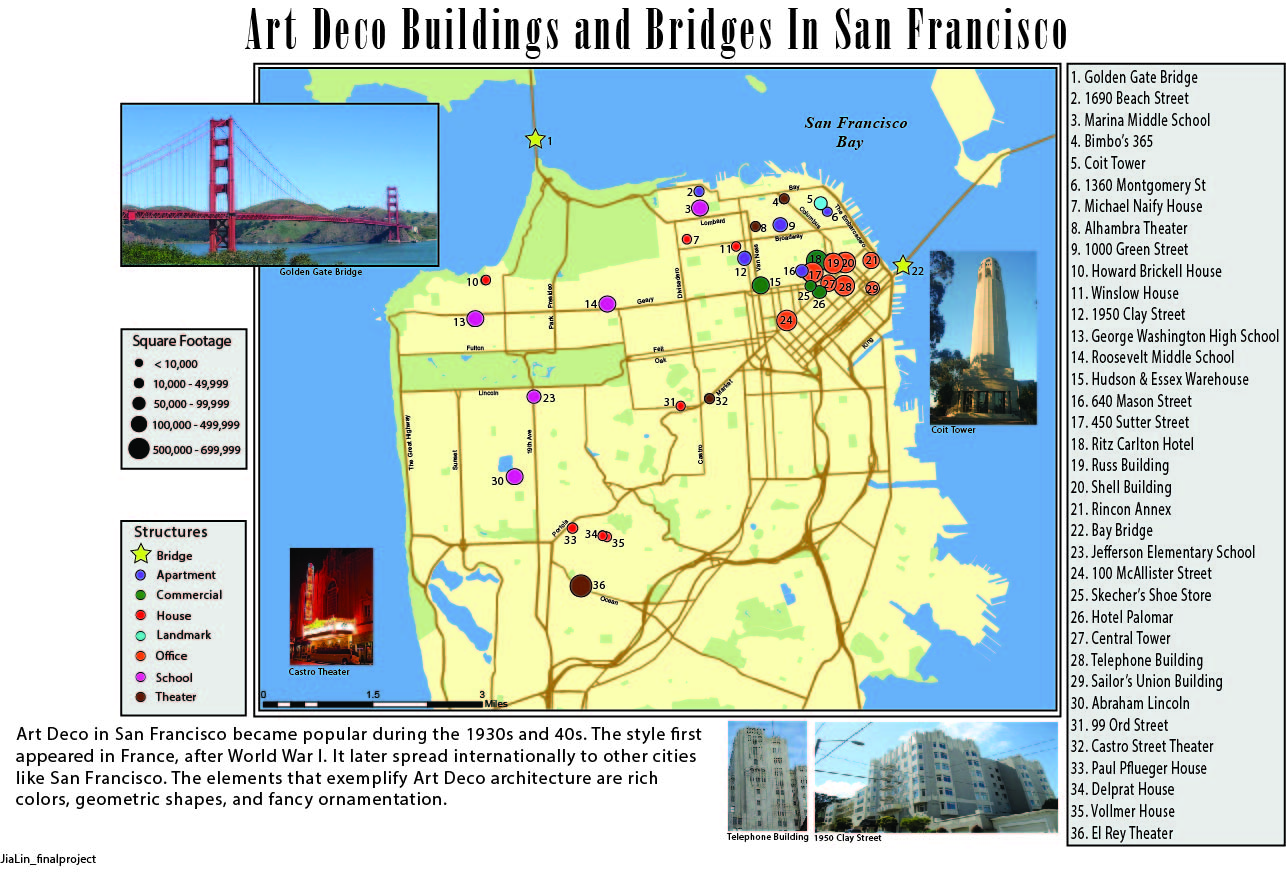 Art Deco Buildings and Bridges In San Francisco
San Francisco
Bay
Golden Gate Bridge
Square Footage
< 10,000
10,000 - 49,999
50,000 - 99,999
100,000 - 499,999
500,000 - 699,999
Structures
Bridge
Apartment
Commercial
House
Landmark
Office
School
Theater
1
2
3
4
5
6
7
8
9
10
11
12
13
14
15
16
17
18
19
20
21
22
23
24
25
26
27
28
29
30
31
32
33
34
35
36
Bay
Lombard
Columbus
The Embarcadero
Broadway
Van Ness
Divisadero
Geary
Park Presidio
Fulton
Fell
Oak
King
Market
Lincoln
The Great Highway
Sunset
19th Ave
Castro
Portola
Ocean
Coit Tower
Castro Theater
0 1.5 3
Miles
1. Golden Gate Bridge
2. 1690 Beach Street
3. Marina Middle School
4. Bimbo's 365
5. Coit Tower
6. 1360 Montgomery St
7. Michael Naify House
8. Alhambra Theater
9. 1000 Green Street
10. Howard Brickell House
11. Winslow House
12. 1950 Clay Street
13. George Washington High School
14. Roosevelt Middle School
15. Hudson & Essex Warehouse
16. 640 Mason Street
17. 450 Sutter Street
18. Ritz Carlton Hotel
19. Russ Building
20. Shell Building
21. Rincon Annex
22. Bay Bridge
23. Jefferson Elementary School
24. 100 McAllister Street
25. Skecher's Shoe Store
26. Hotel Palomar
27. Central Tower
28. Telephone Building
29. Sailor's Union Building
30. Abraham Lincoln
31. 99 Ord Street
32. Castro Street Theater
33. Paul Pflueger House
34. Delprat House
35. Vollmer House
36. El Rey Theater
Art Deco in San Francisco became popular during the 1930s and 40s. The style first
appeared in France, after World War I. It later spread internationally to other cities
like San Francisco. The elements that exemplify Art Deco architecture are rich
colors, geometric shapes, and fancy ornamentation.
Telephone Building
1950 Clay Street
JiaLin_finalproject